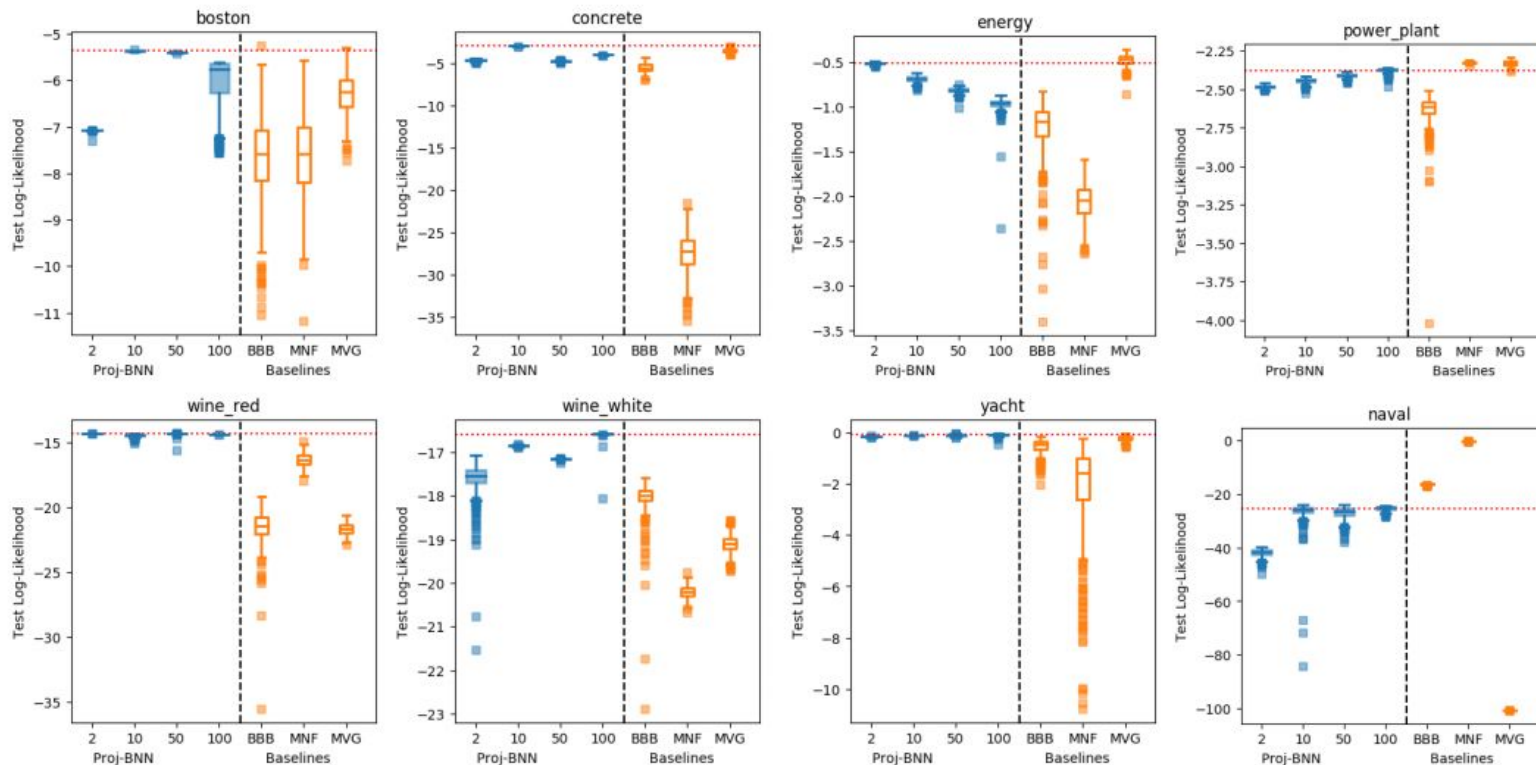 boston
Test Log-Likelihood
−5
−6
−7
−8
−9
−10
−11
2 10 50 100 BBB MNF MVG
Proj-BNN Baselines
concrete
Test Log-Likelihood
−5
−10
−15
−20
−25
−30
−35
2 10 50 100 BBB MNF MVG
Proj-BNN Baselines
energy
Test Log-Likelihood
−0.5
−1.0
−1.5
−2.0
−2.5
−3.0
−3.5
2 10 50 100 BBB MNF MVG
Proj-BNN Baselines
power_plant
Test Log-Likelihood
−2.25
−2.50
−2.75
−3.00
−3.25
−3.50
−3.75
−4.00
2 10 50 100 BBB MNF MVG
Proj-BNN Baselines
wine_red
Test Log-Likelihood
−15
−20
−25
−30
−35
2 10 50 100 BBB MNF MVG
Proj-BNN Baselines
wine_white
Test Log-Likelihood
−17
−18
−19
−20
−21
−22
−23
2 10 50 100 BBB MNF MVG
Proj-BNN Baselines
yacht
Test Log-Likelihood
0
−2
−4
−6
−8
−10
2 10 50 100 BBB MNF MVG
Proj-BNN Baselines
naval
Test Log-Likelihood
0
−20
−40
−60
−80
−100
2 10 50 100 BBB MNF MVG
Proj-BNN Baselines